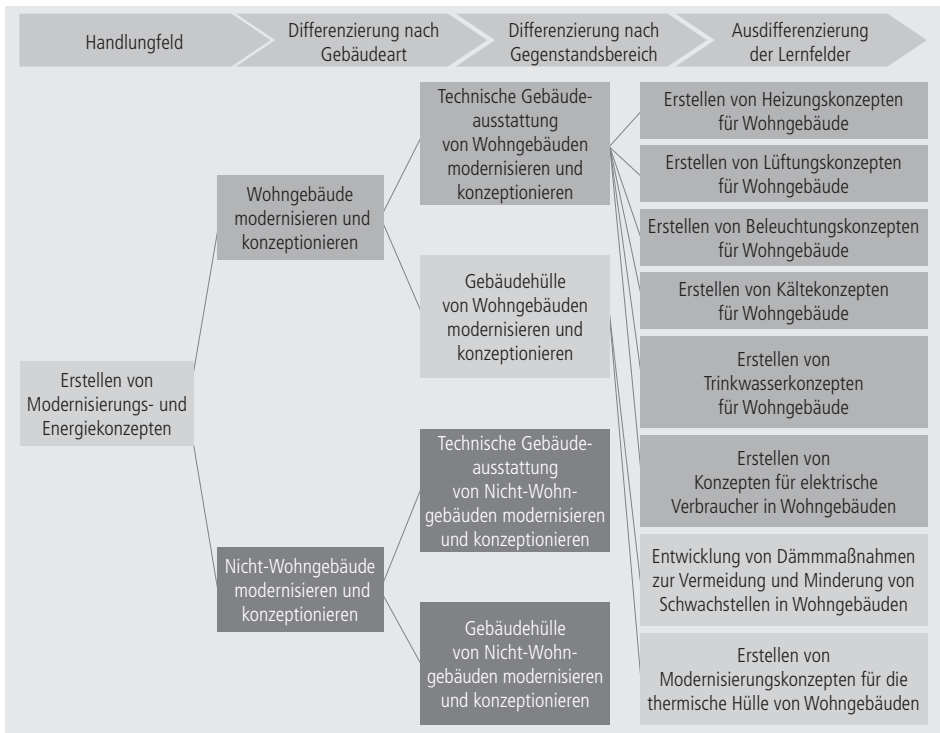 Handlungfeld
Differenzierung nach
Gebäudeart
Differenzierung nach
Gegenstandsbereich
Ausdifferenzierung
der Lernfelder
Erstellen von
Modernisierungs- und
Energiekonzepten
Wohngebäude
modernisieren und
konzeptionieren
Nicht-Wohngebäude
modernisieren und
konzeptionieren
Technische Gebäude-
ausstattung
von Wohngebäuden
modernisieren und
konzeptionieren
Gebäudehülle
von Wohngebäuden
modernisieren und
konzeptionieren
Technische Gebäude-
ausstattung
von Nicht-Wohn-
gebäuden modernisieren
und konzeptionieren
Gebäudehülle
von Nicht-Wohn-
gebäuden modernisieren
und konzeptionieren
Erstellen von Heizungskonzepten
für Wohngebäude
Erstellen von Lüftungskonzepten
für Wohngebäude
Erstellen von Beleuchtungskonzepten
für Wohngebäude
Erstellen von Kältekonzepten
für Wohngebäude
Erstellen von
Trinkwasserkonzepten
für Wohngebäude
Erstellen von
Konzepten für elektrische
Verbraucher in Wohngebäuden
Entwicklung von Dämmmaßnahmen
zur Vermeidung und Minderung von
Schwachstellen in Wohngebäuden
Erstellen von
Modernisierungskonzepten für die
thermische Hülle von Wohngebäuden